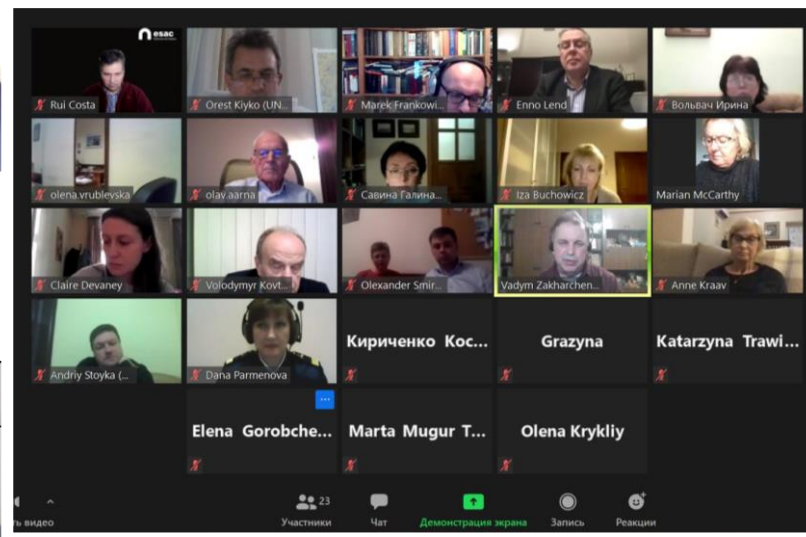 esac
Rui Costa
Orest Kiyko (UN...
Marek Frankowi...
Enno Lend
Вольвач Ирина
olena.vrublevska
olav.aarna
Савина Галина...
Iza Buchowicz
Marian McCarthy
Claire Devaney
Volodymyr Kovt...
Olexander Smir...
Vadym Zakharchen...
Anne Kraav
Andriy Stoyka (...
Dana Parmenova
Кириченко Кос...
Grazyna
Katarzyna Trawi...
Elena Gorobche...
Marta Mugur T...
Olena Krykliy
ть видео
23
Участники
Чат
Демонстрация экрана
Запись
Реакции